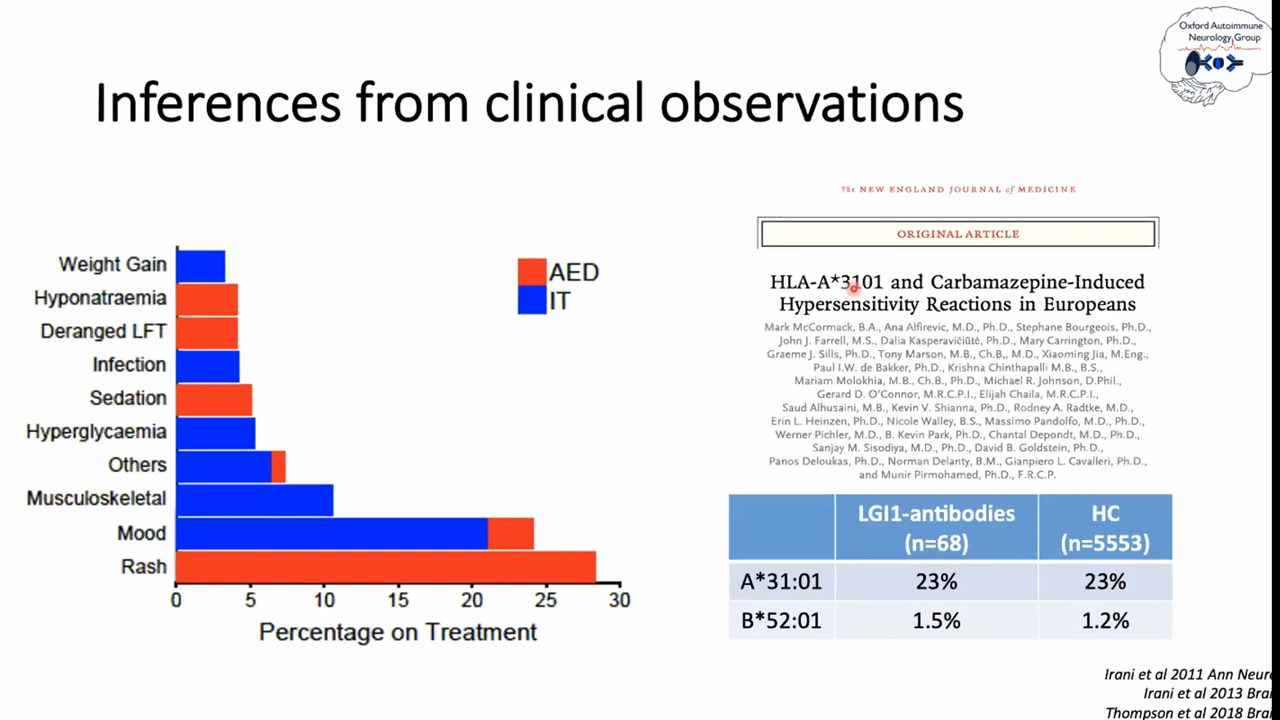 Oxford Autoimmune
Neurology Group
Inferences from clinical observations
The NEW ENGLAND JOURNAL of MEDICINE
ORIGINAL ARTICLE
HLA-A*3101 and Carbamazepine-Induced
Hypersensitivity Reactions in Europeans
Mark McCormack, B.A., Ana Alfirevic, M.D., Ph.D., Stephane Bourgeois, Ph.D.,
John J. Farrell, M.S., Dalia Kasperavičiūtė, Ph.D., Mary Carrington, Ph.D.,
Graeme J. Sills, Ph.D., Tony Marson, M.B., Ch.B,, M.D., Xiaoming Jia, M.Eng.,
Paul I.W. de Bakker, Ph.D., Krishna Chinthapalli M.B., B.S.,
Mariam Molokhia, M.B., Ch.B., Ph.D., Michael R. Johnson, D.Phil.,
Gerard D. O'Connor, M.R.C.P.I., Elijah Chaila, M.R.C.P.I.,
Saud Alhusaini, M.B., Kevin V. Shianna, Ph.D., Rodney A. Radtke, M.D.,
Erin L. Heinzen, Ph.D., Nicole Walley, B.S., Massimo Pandolfo, M.D., Ph.D.,
Werner Pichler, M.D., B. Kevin Park, Ph.D., Chantal Depondt, M.D., Ph.D.,
Sanjay M. Sisodiya, M.D., Ph.D., David B. Goldstein, Ph.D.,
Panos Deloukas, Ph.D., Norman Delanty, B.M., Gianpiero L. Cavalleri, Ph.D.,
and Munir Pirmohamed, Ph.D., F.R.C.P.
Weight Gain
Hyponatraemia
Deranged LFT
Infection
Sedation
Hyperglycaemia
Others
Musculoskeletal
Mood
Rash
AED
IT
0 5 10 15 20 25 30
Percentage on Treatment
LGI1-antibodies (n=68) HC (n=5553)
A*31:01 23% 23%
B*52:01 1.5% 1.2%
Irani et al 2011 Ann Neuro
Irani et al 2013 Brai
Thompson et al 2018 Brai